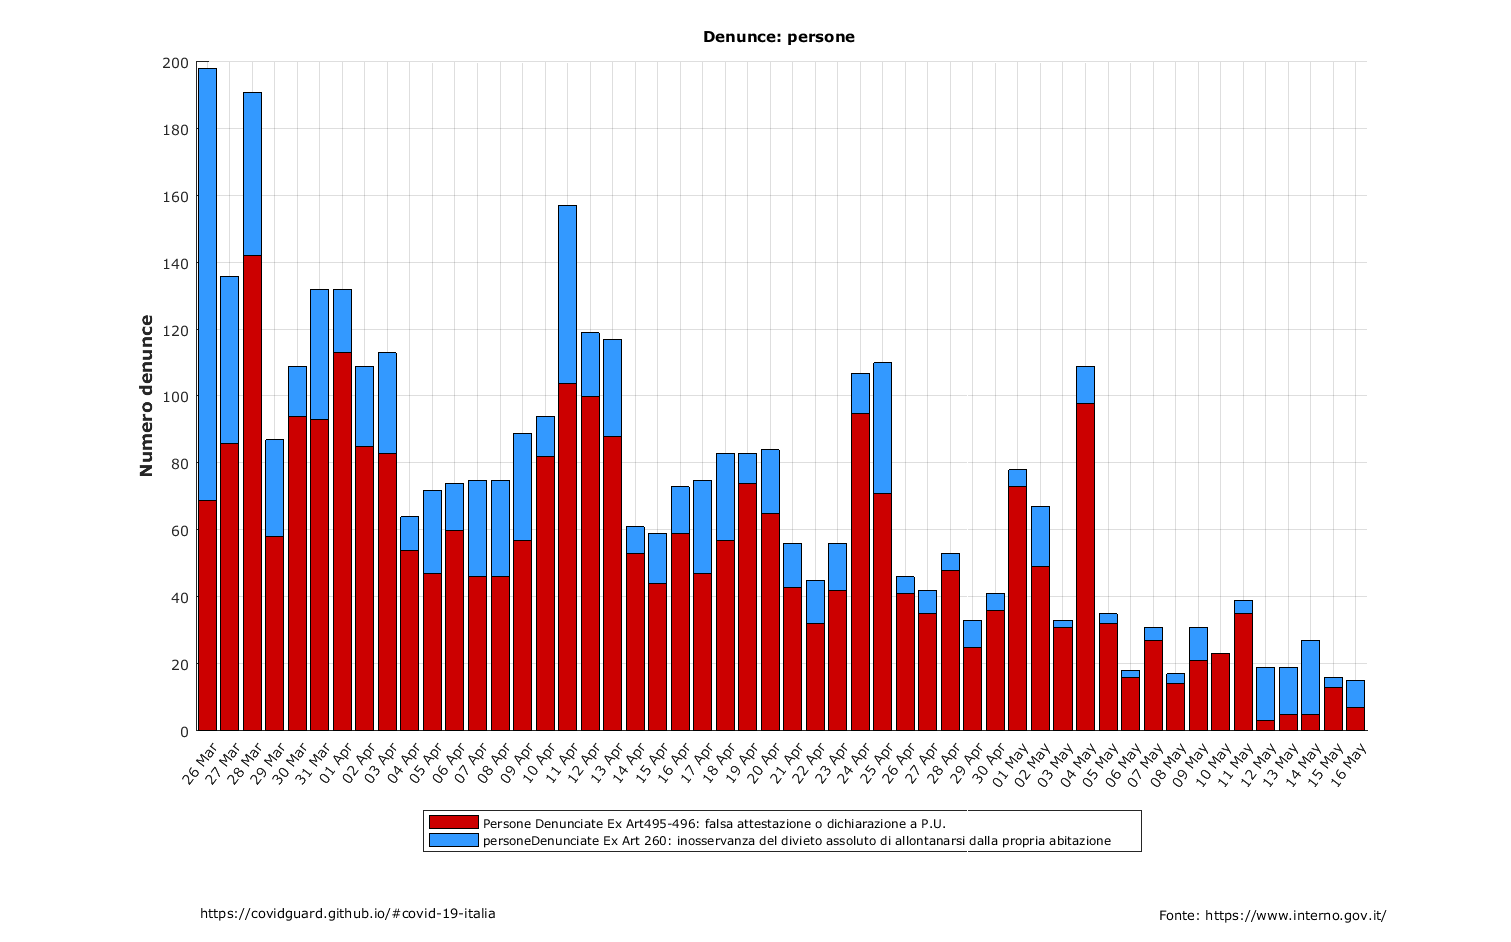 Denunce: persone
200
180
160
140
120
100
80
60
40
20
0
Numero denunce
26 Mar
27 Mar
28 Mar
29 Mar
30 Mar
31 Mar
01 Apr
02 Apr
03 Apr
04 Apr
05 Apr
06 Apr
07 Apr
08 Apr
09 Apr
10 Apr
11 Apr
12 Apr
13 Apr
14 Apr
15 Apr
16 Apr
17 Apr
18 Apr
19 Apr
20 Apr
21 Apr
22 Apr
23 Apr
24 Apr
25 Apr
26 Apr
27 Apr
28 Apr
29 Apr
30 Apr
01 May
02 May
03 May
04 May
05 May
06 May
07 May
08 May
09 May
10 May
11 May
12 May
13 May
14 May
15 May
16 May
Persone Denunciate Ex Art495-496: falsa attestazione o dichiarazione a P.U.
personeDenunciate Ex Art 260: inosservanza del divieto assoluto di allontanarsi dalla propria abitazione
https://covidguard.github.io/#covid-19-italia
Fonte: https://www.interno.gov.it/